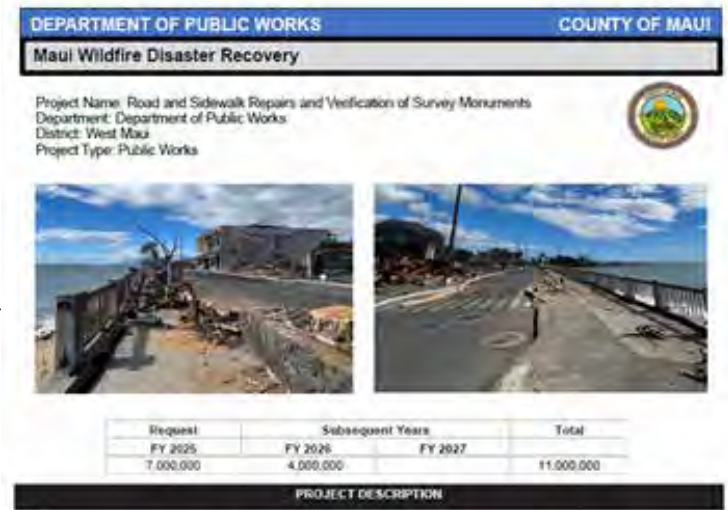 DEPARTMENT OF PUBLIC WORKS COUNTY OF MAUI
Maui Wildfire Disaster Recovery
Project Name: Road and Sidewalk Repairs and Verification of Survey Monuments
Department: Department of Public Works
District: West Maui
Project Type: Public Works
Request Subsequent Years Total
FY 2025 FY 2026 FY 2027
7,000,000 4,000,000 11,000,000
PROJECT DESCRIPTION